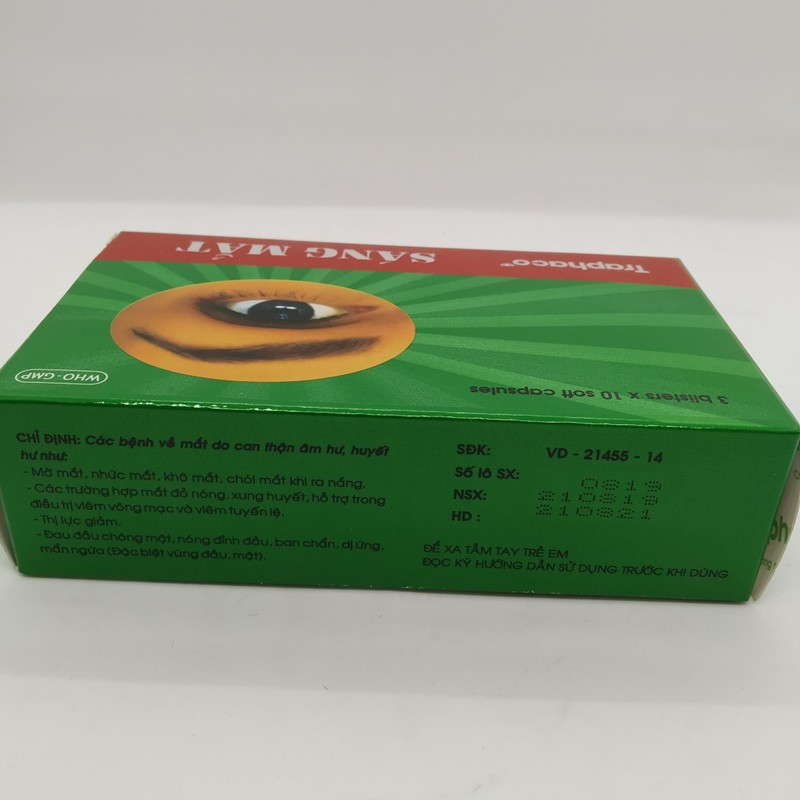 Traphaco®
SÁNG MẮT
3 blisters x 10 soft capsules
WHO-GMP
CHỈ ĐỊNH: Các bệnh về mắt do can thận âm hư, huyết
hư như:
- Mờ mắt, nhức mắt, khô mắt, chói mắt khi ra nắng.
- Các trường hợp mắt đỏ nóng, xung huyết, hỗ trợ trong
điều trị viêm võng mạc và viêm tuyến lệ.
- Thị lực giảm.
- Đau đầu chóng mặt, nóng đỉnh đầu, ban chẩn, dị ứng,
mẩn ngứa (Đặc biệt vùng đầu, mặt).
SĐK: VD - 21455 - 14
Số lô SX: 0819
NSX: 210819
HD : 210821
ĐỂ XA TẦM TAY TRẺ EM
ĐỌC KỸ HƯỚNG DẪN SỬ DỤNG TRƯỚC KHI DÙNG